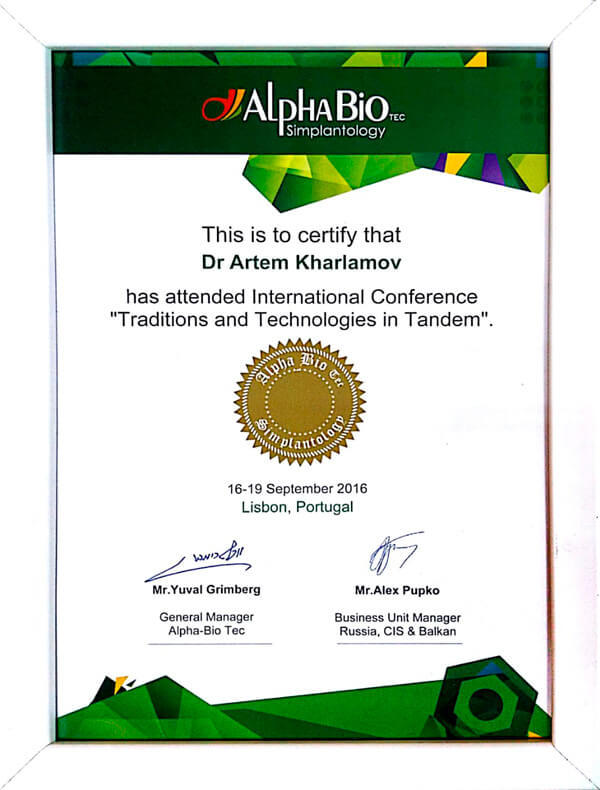 AlphaBio TEC
Simplantology
This is to certify that
Dr Artem Kharlamov
has attended International Conference
"Traditions and Technologies in Tandem".
Alpha Bio Tec
Simplantology
16-19 September 2016
Lisbon, Portugal
Mr.Yuval Grimberg
Mr.Alex Pupko
General Manager
Business Unit Manager
Alpha-Bio Tec
Russia, CIS & Balkan